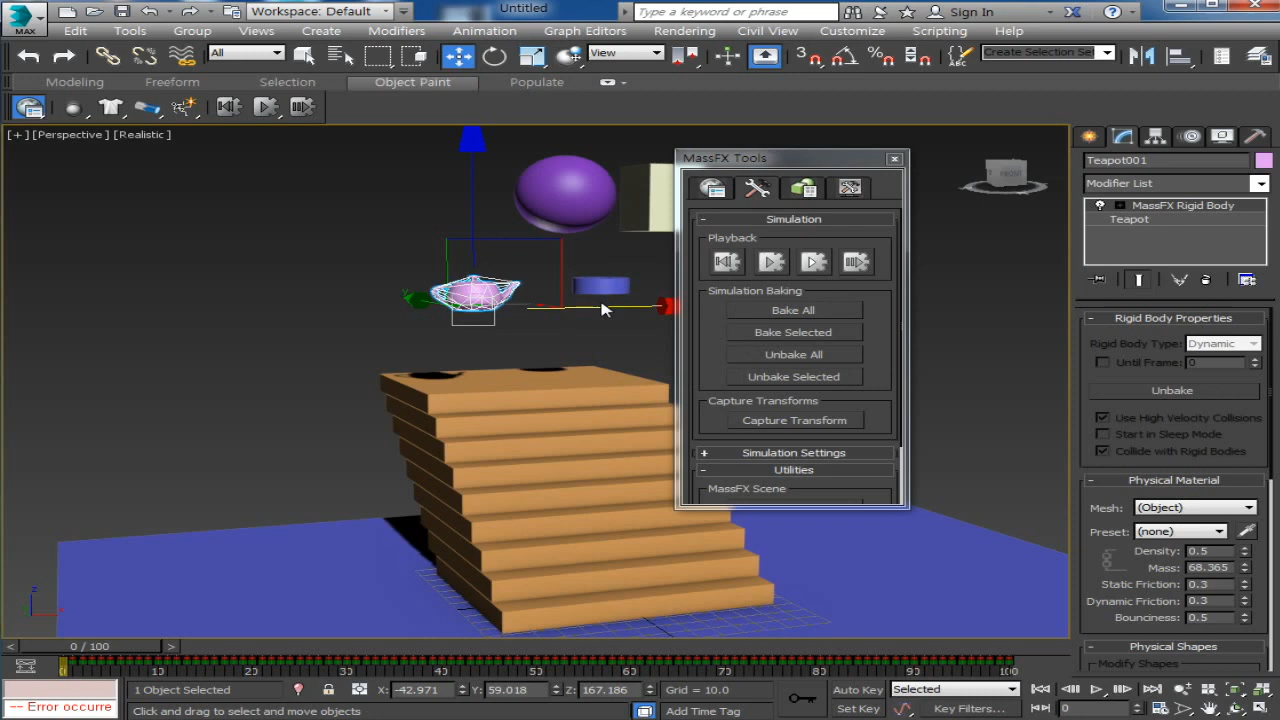 Workspace: Default
Untitled
Type a keyword or phrase
Sign In
MAX
Edit Tools Group Views Create Modifiers Animation Graph Editors Rendering Civil View Customize Scripting Help
All
View
Create Selection Se
Modeling Freeform Selection Object Paint Populate
[+] [Perspective] [Realistic]
FRONT
MassFX Tools
Simulation
Playback
Simulation Baking
Bake All
Bake Selected
Unbake All
Unbake Selected
Capture Transforms
Capture Transform
Simulation Settings
Utilities
MassFX Scene
Teapot001
Modifier List
MassFX Rigid Body
Teapot
Rigid Body Properties
Rigid Body Type: Dynamic
Until Frame: 0
Unbake
Use High Velocity Collisions
Start in Sleep Mode
Collide with Rigid Bodies
Physical Material
Mesh: (Object)
Preset: (none)
Density: 0.5
Mass: 68.365
Static Friction: 0.3
Dynamic Friction: 0.3
Bounciness: 0.5
Physical Shapes
Modify Shapes
z
x
0 / 100
0 10 20 30 40 50 60 70 80 90 100
1 Object Selected X: -42.971 Y: 59.018 Z: 167.186 Grid = 10.0 Auto Key Selected
-- Error occurre Click and drag to select and move objects Add Time Tag Set Key Key Filters... 0